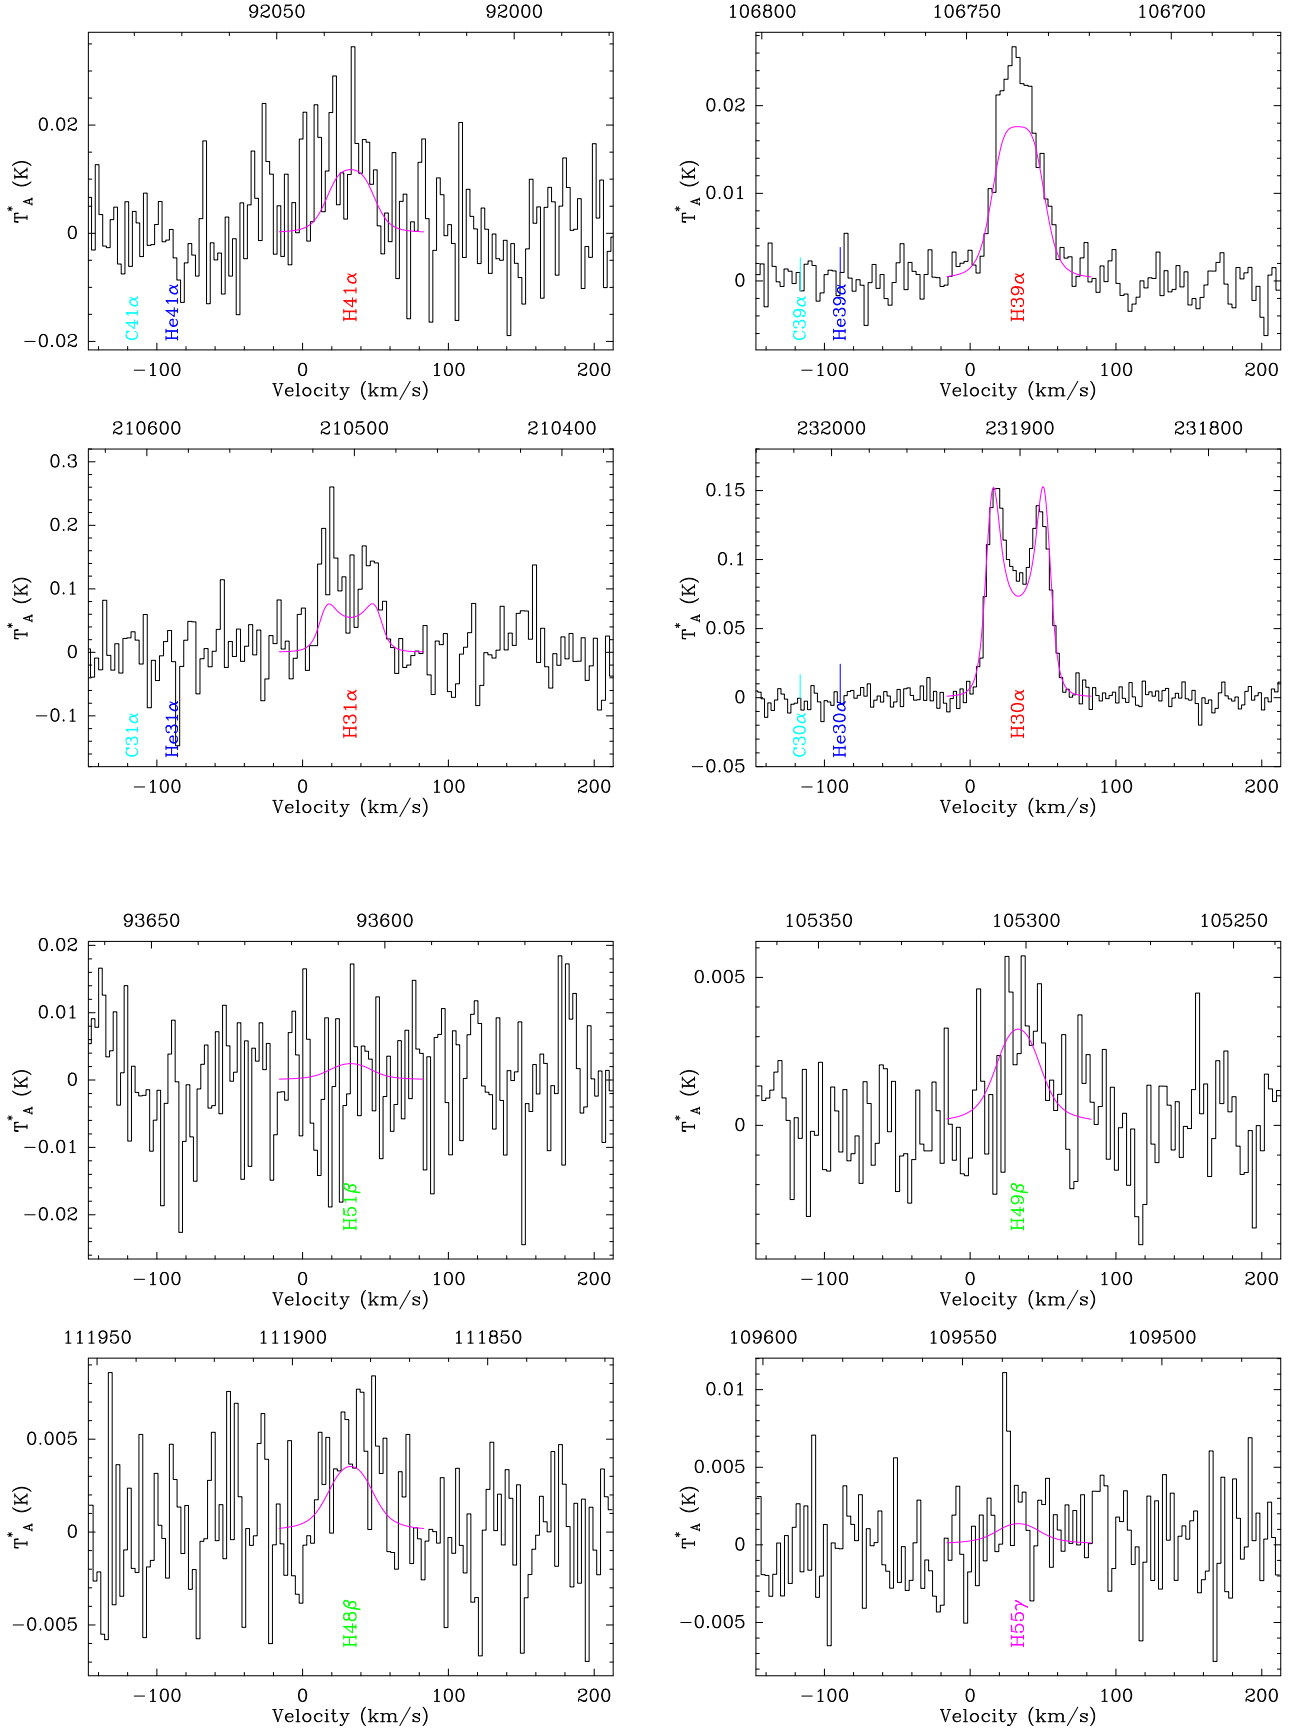 92050 92000
106800 106750 106700
T*A (K)
0.02
0
−0.02
C41α
He41α
H41α
−100 0 100 200
Velocity (km/s)
T*A (K)
0.02
0.01
0
C39α
He39α
H39α
−100 0 100 200
Velocity (km/s)
210600 210500 210400
232000 231900 231800
T*A (K)
0.3
0.2
0.1
0
−0.1
C31α
He31α
H31α
−100 0 100 200
Velocity (km/s)
T*A (K)
0.15
0.1
0.05
0
−0.05
C30α
He30α
H30α
−100 0 100 200
Velocity (km/s)
93650 93600
105350 105300 105250
T*A (K)
0.02
0.01
0
−0.01
−0.02
H51β
−100 0 100 200
Velocity (km/s)
T*A (K)
0.005
0
H49β
−100 0 100 200
Velocity (km/s)
111950 111900 111850
109600 109550 109500
T*A (K)
0.005
0
−0.005
H48β
−100 0 100 200
Velocity (km/s)
T*A (K)
0.01
0.005
0
−0.005
H55γ
−100 0 100 200
Velocity (km/s)